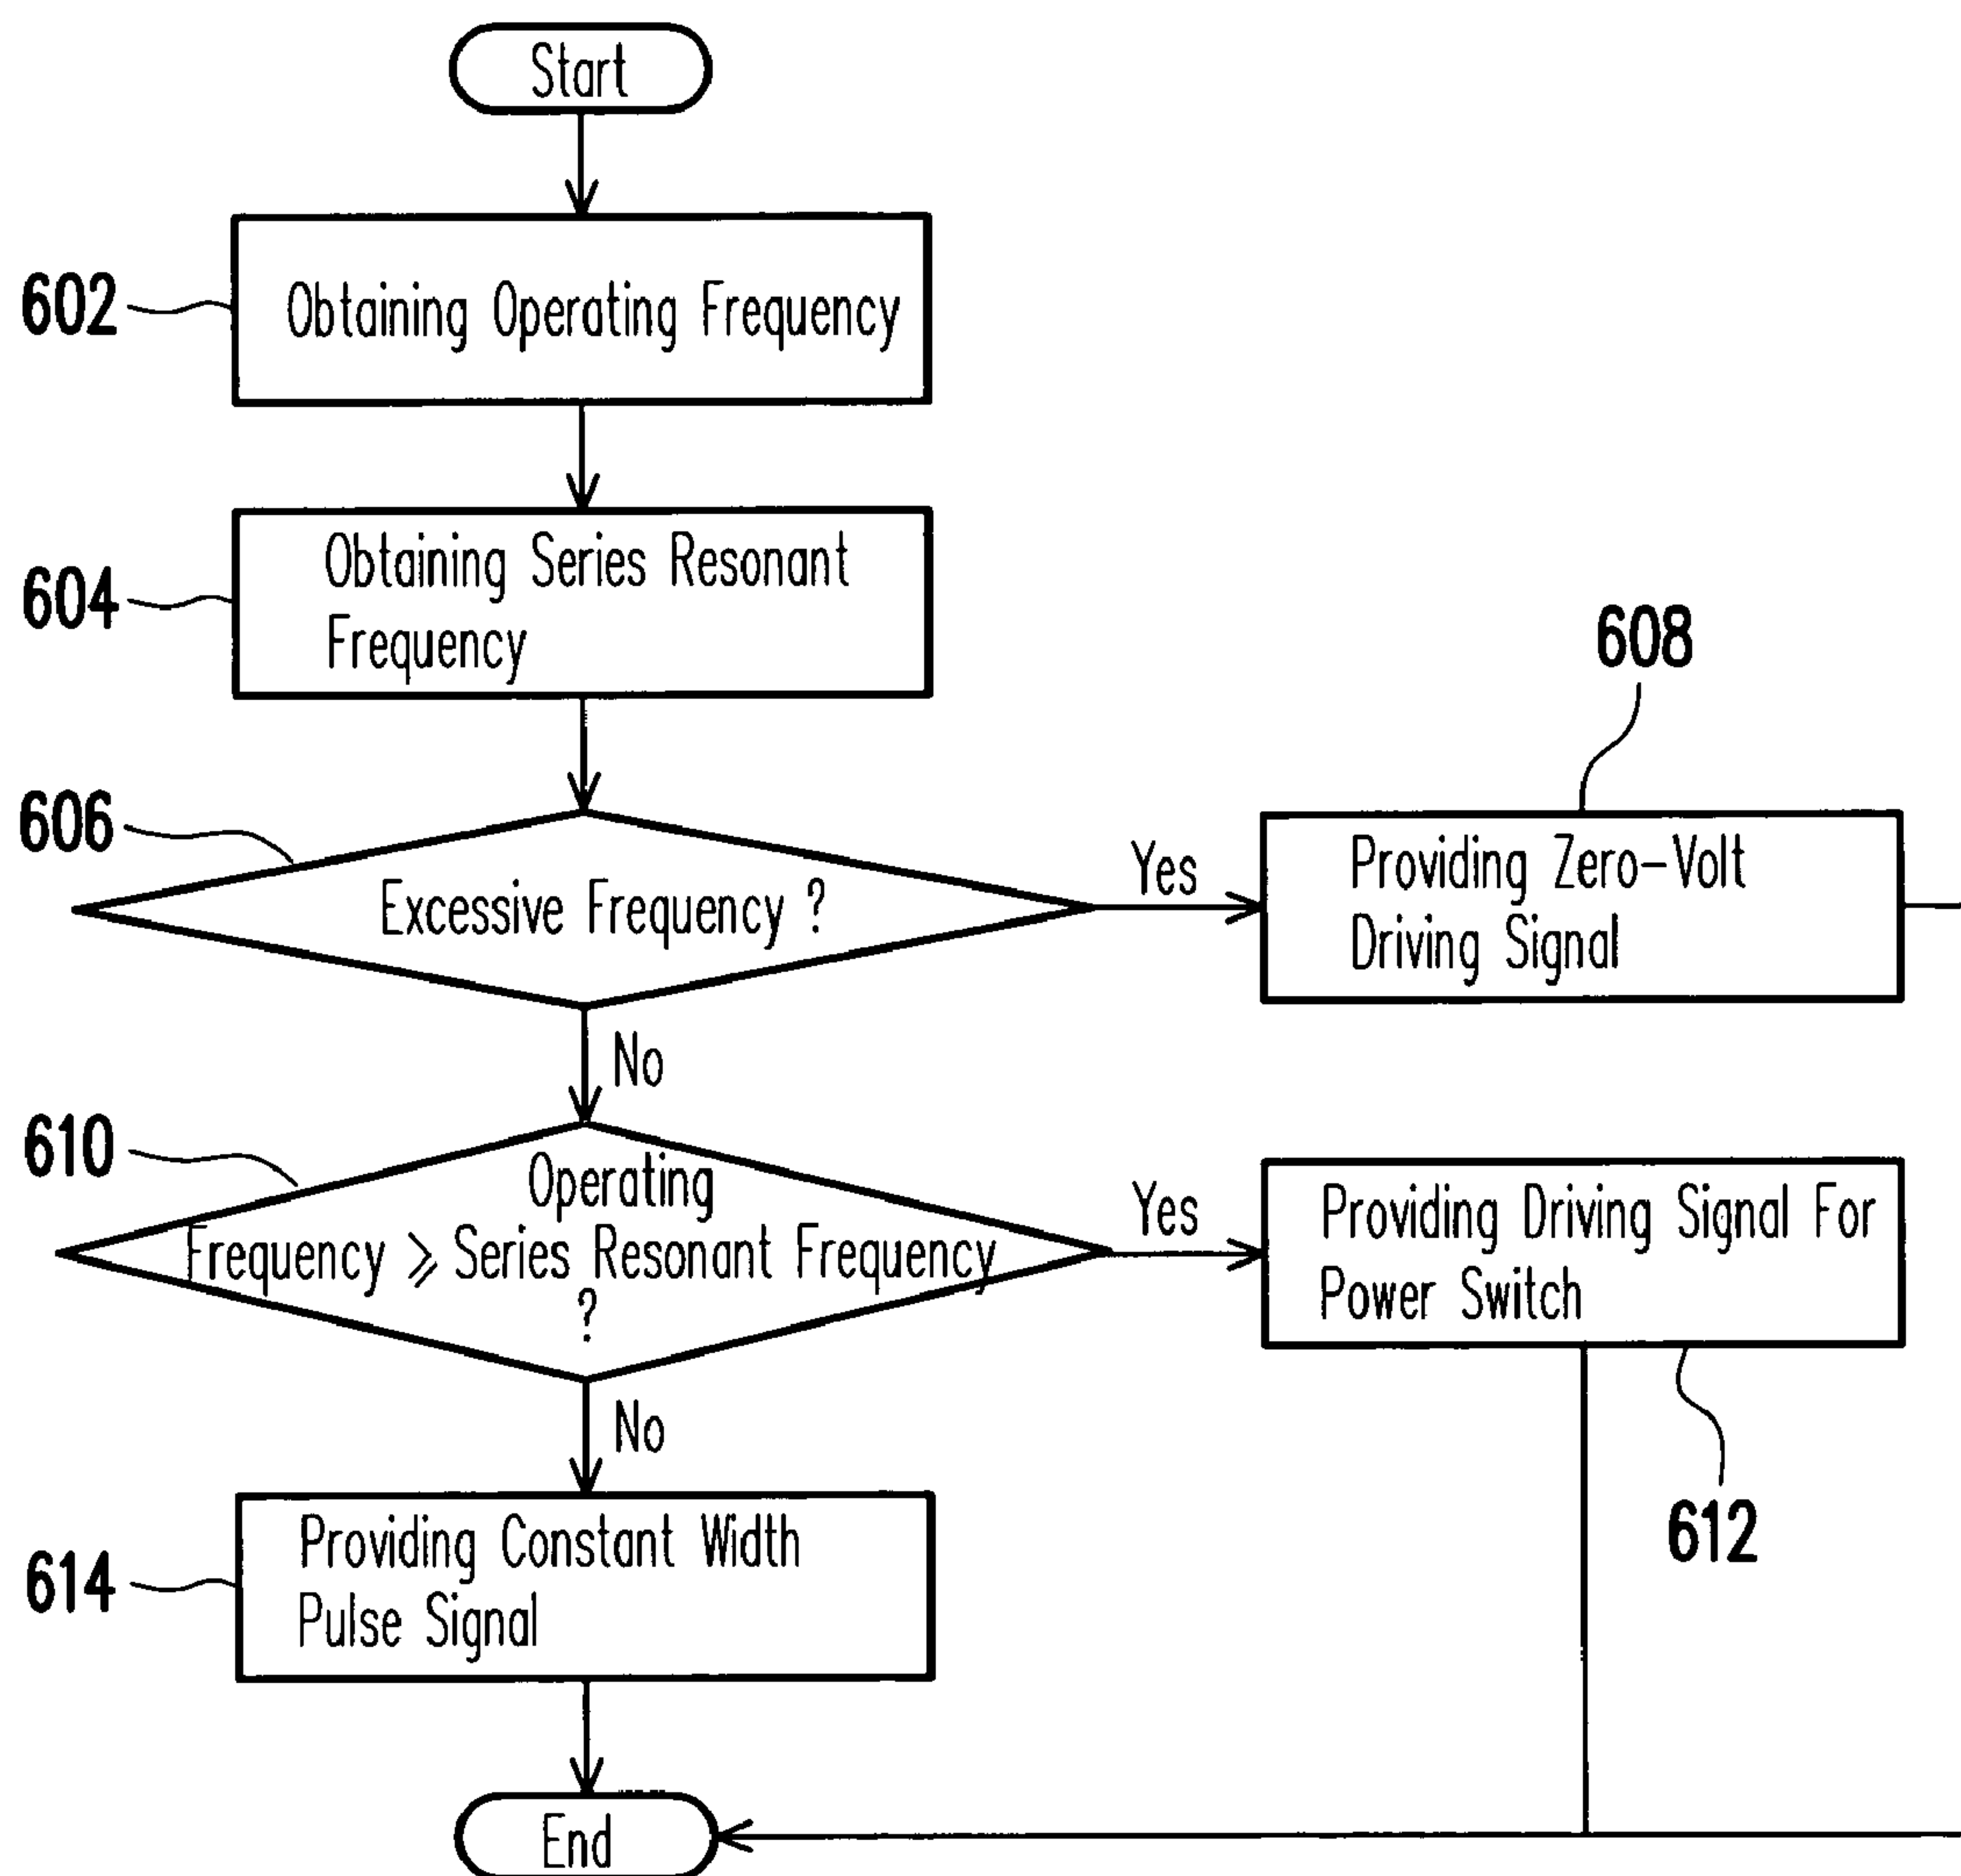 Start
602
Obtaining Operating Frequency
604
Obtaining Series Resonant
Frequency
606
Excessive Frequency ?
Yes
608
Providing Zero-Volt
Driving Signal
No
610
Operating
Frequency ⩾ Series Resonant Frequency
?
Yes
Providing Driving Signal For
Power Switch
612
No
614
Providing Constant Width
Pulse Signal
End